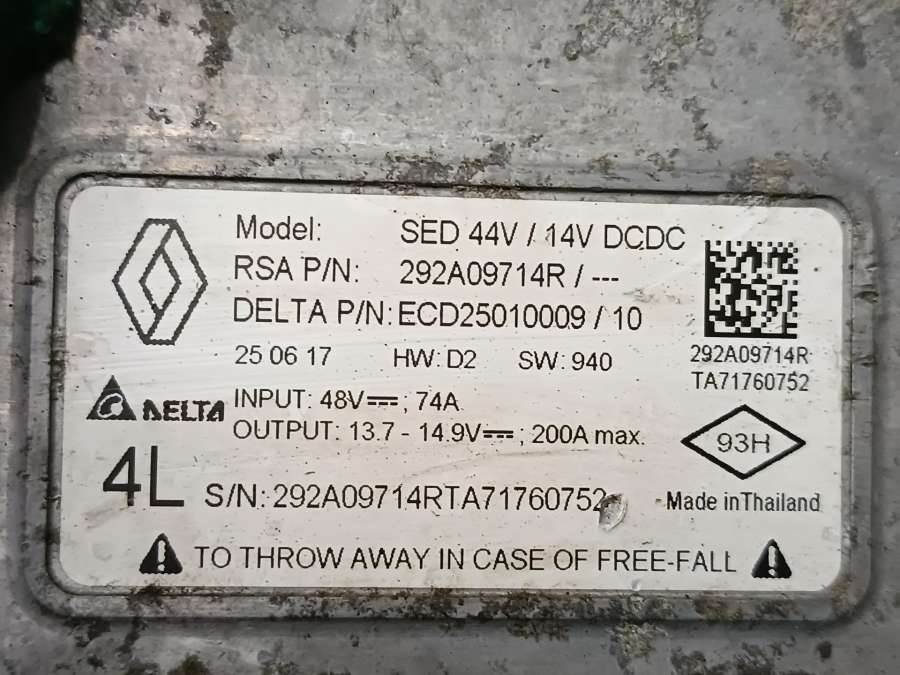 Model: SED 44V / 14V DCDC
RSA P/N: 292A09714R / ---
DELTA P/N: ECD25010009 / 10
25 06 17 HW: D2 SW: 940
292A09714R
TA71760752
DELTA
INPUT: 48V⎓; 74A
OUTPUT: 13.7 - 14.9V⎓; 200A max.
93H
4L
S/N: 292A09714RTA71760752
Made in Thailand
TO THROW AWAY IN CASE OF FREE-FALL